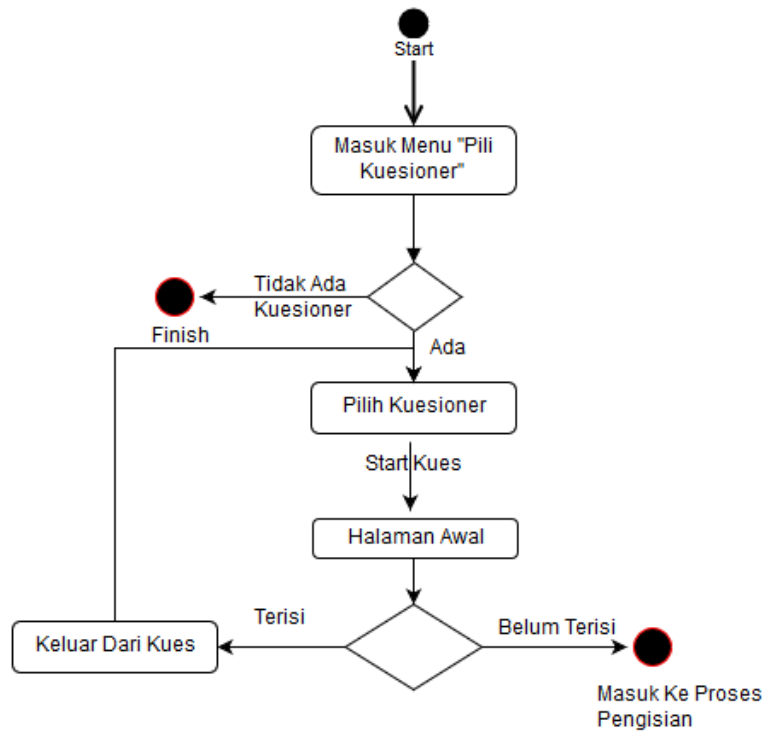 Start
Masuk Menu "Pili
Kuesioner"
Tidak Ada
Kuesioner
Finish
Ada
Pilih Kuesioner
Start Kues
Halaman Awal
Terisi
Belum Terisi
Keluar Dari Kues
Masuk Ke Proses
Pengisian